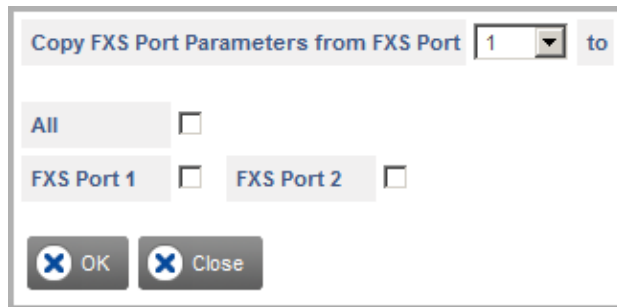 Copy FXS Port Parameters from FXS Port 1 to
All
FXS Port 1 FXS Port 2
OK Close